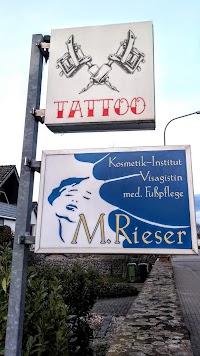 TATTOO
Kosmetik-Institut
Visagistin
med. Fußpflege
M.Rieser